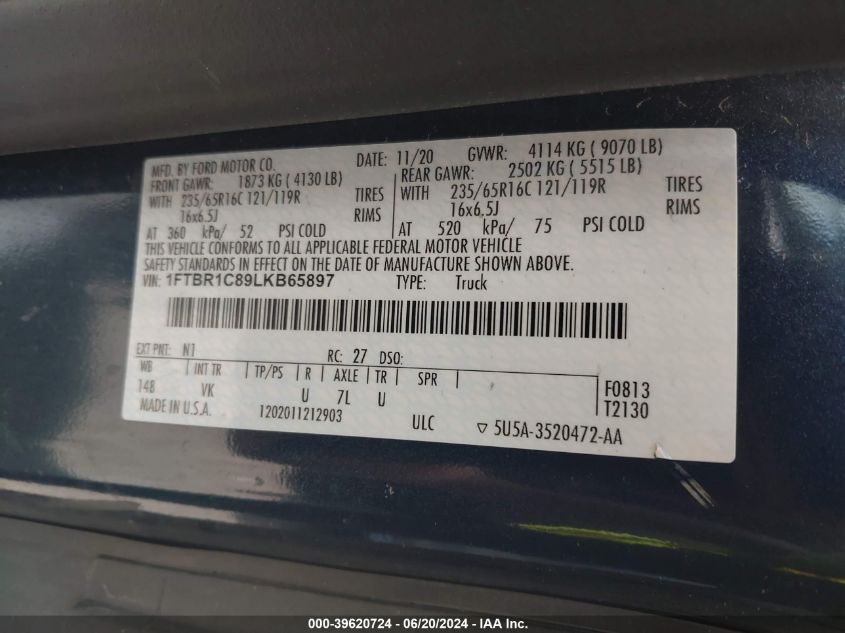 MFD. BY FORD MOTOR CO. DATE: 11/20 GVWR: 4114 KG ( 9070 LB)
FRONT GAWR: 1873 KG ( 4130 LB) REAR GAWR: 2502 KG ( 5515 LB)
WITH 235/65R16C 121/119R TIRES WITH 235/65R16C 121/119R TIRES
16x6.5J RIMS 16x6.5J RIMS
AT 360 kPa/ 52 PSI COLD AT 520 kPa/ 75 PSI COLD
THIS VEHICLE CONFORMS TO ALL APPLICABLE FEDERAL MOTOR VEHICLE
SAFETY STANDARDS IN EFFECT ON THE DATE OF MANUFACTURE SHOWN ABOVE.
VIN: 1FTBR1C89LKB65897 TYPE: Truck
EXT PNT: N1 RC: 27 DSO:
WB INT TR TP/PS R AXLE TR SPR F0813
148 VK U 7L U T2130
MADE IN U.S.A. 1202011212903 ULC ▽ 5U5A-3520472-AA
000-39620724 - 06/20/2024 - IAA Inc.